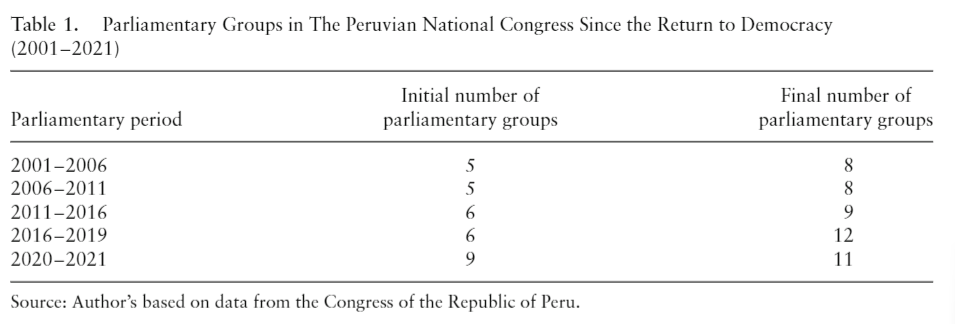 Table 1. Parliamentary Groups in The Peruvian National Congress Since the Return to Democracy
(2001–2021)
Initial number of Final number of
Parliamentary period parliamentary groups parliamentary groups
2001–2006 5 8
2006–2011 5 8
2011–2016 6 9
2016–2019 6 12
2020–2021 9 11
Source: Author’s based on data from the Congress of the Republic of Peru.